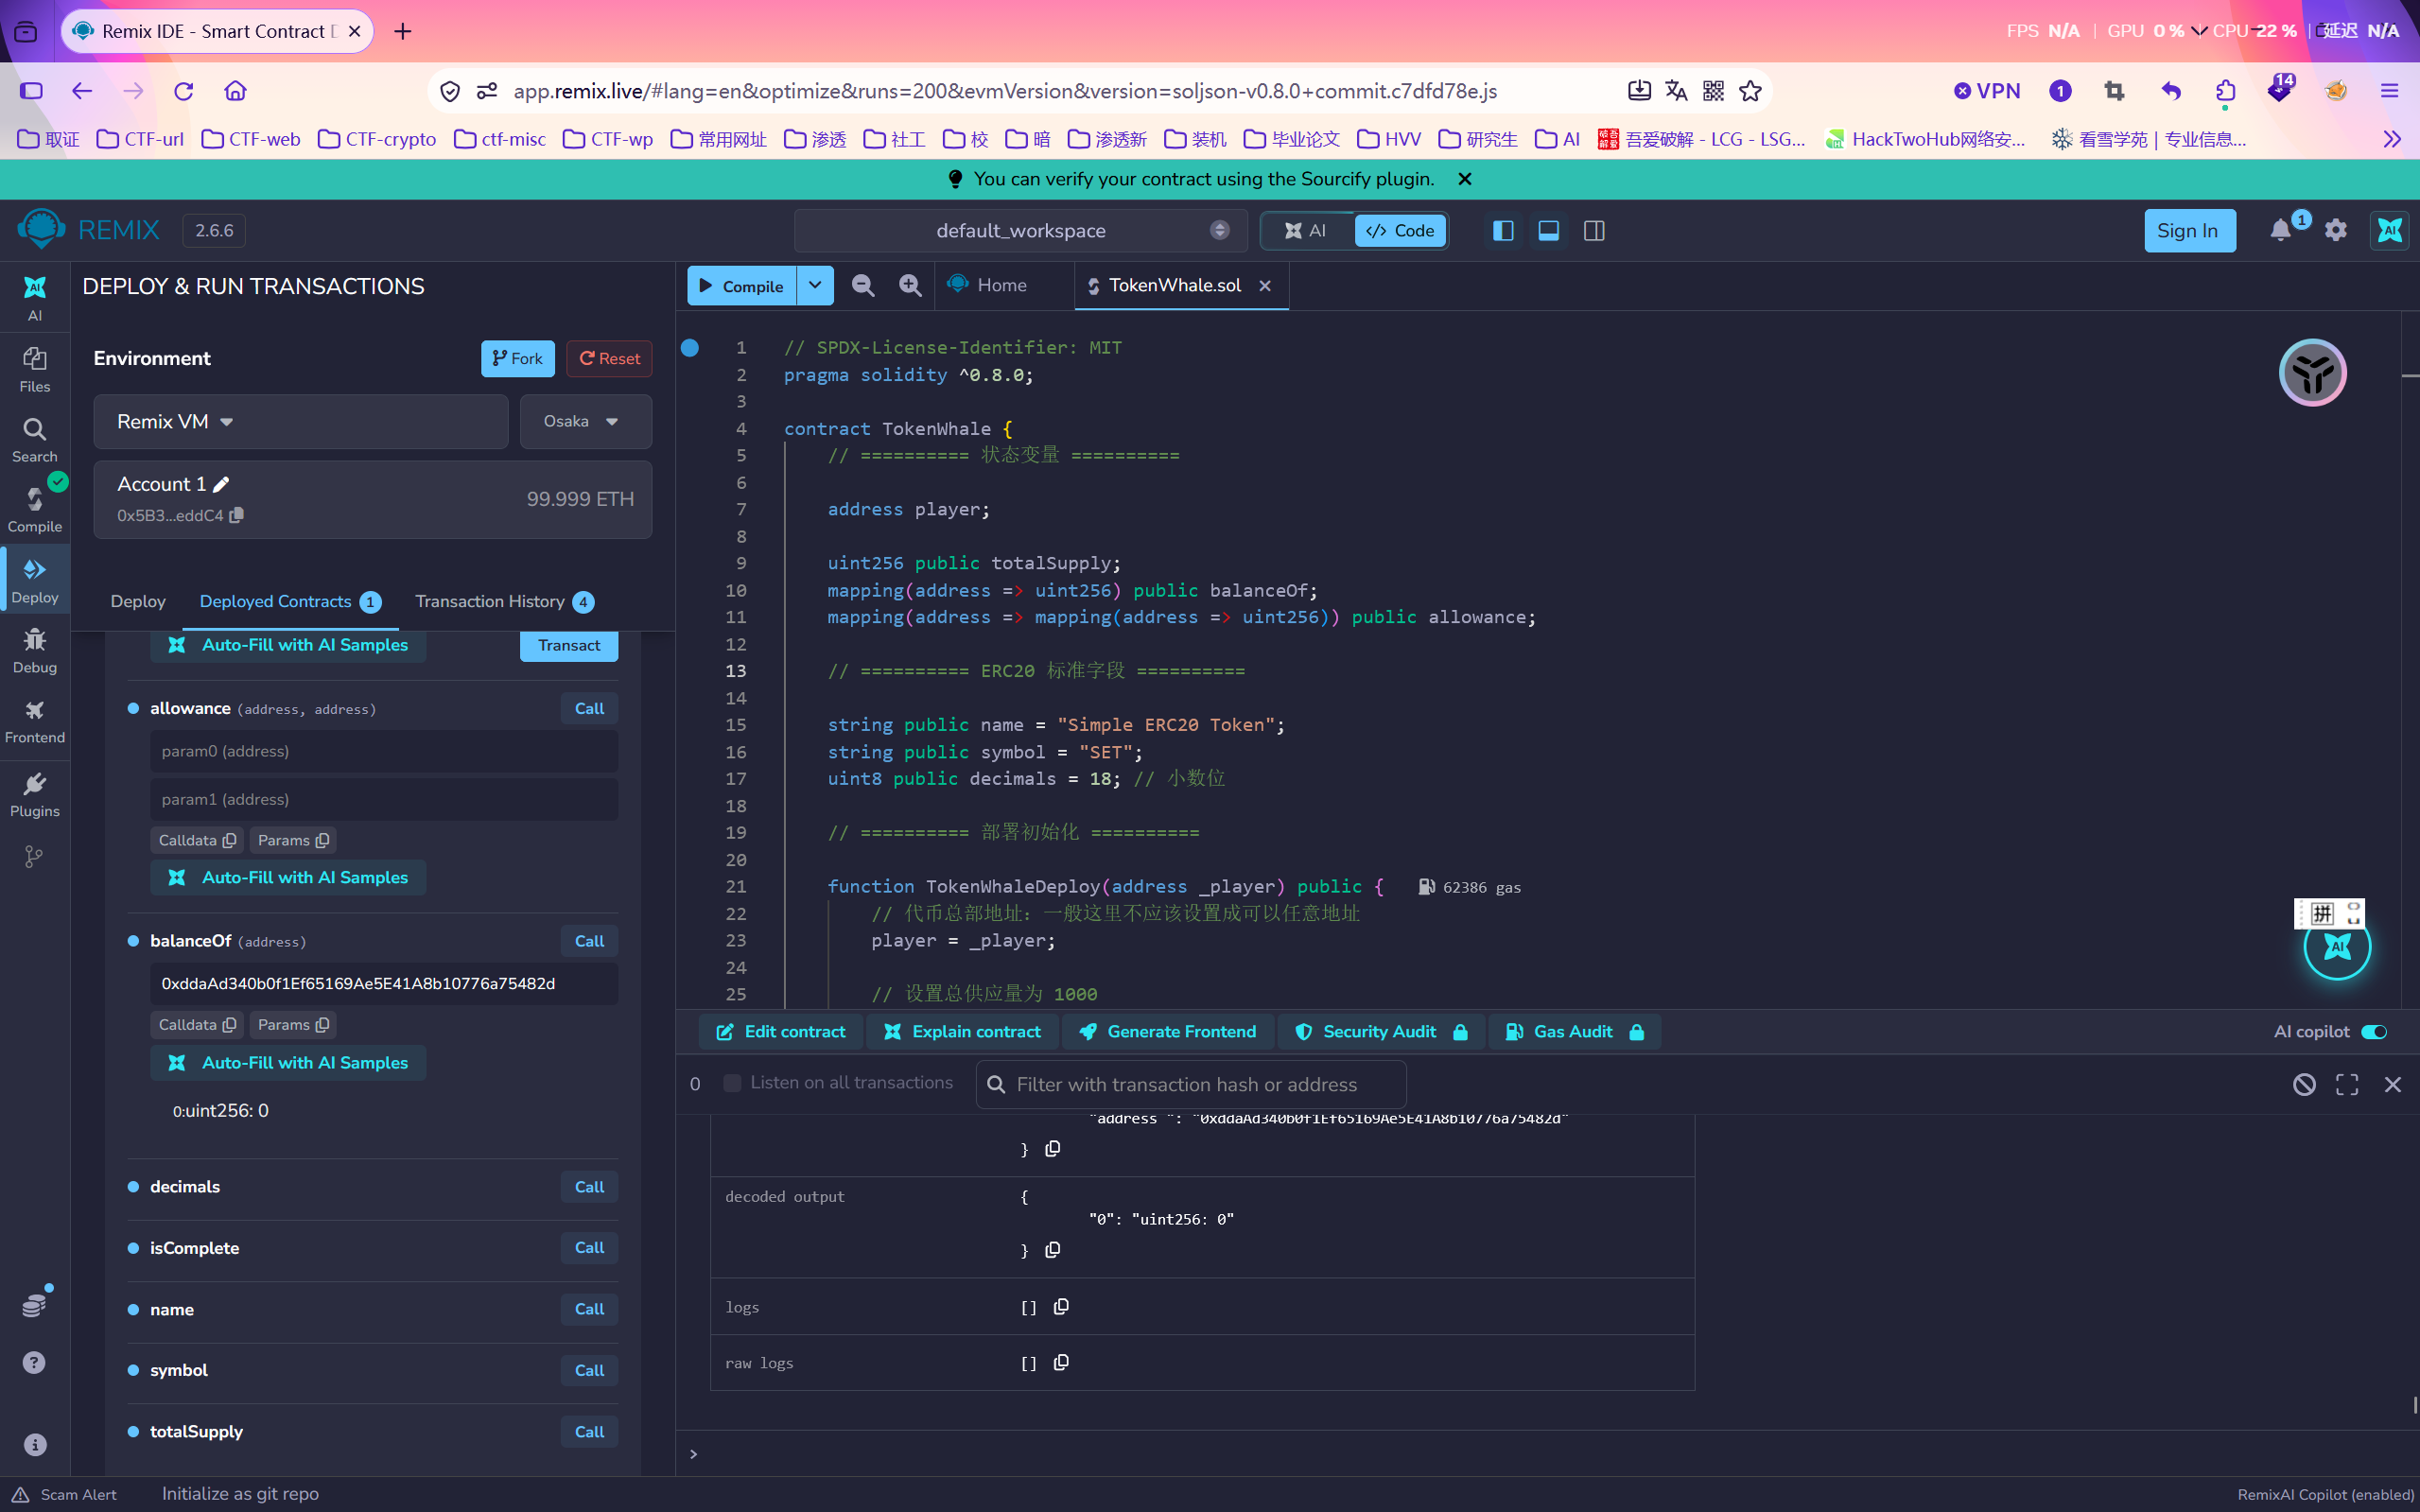 Remix IDE - Smart Contract D
FPS N/A | GPU 0 % CPU 22 % | 延迟 N/A
app.remix.live/#lang=en&optimize&runs=200&evmVersion&version=soljson-v0.8.0+commit.c7dfd78e.js
VPN
1
14
取证 CTF-url CTF-web CTF-crypto ctf-misc CTF-wp 常用网址 渗透 社工 校 暗 渗透新 装机 毕业论文 HVV 研究生 AI 吾爱破解 - LCG - LSG... HackTwoHub网络安... 看雪学苑 | 专业信息...
You can verify your contract using the Sourcify plugin.
REMIX 2.6.6
default_workspace
AI </> Code
Sign In
1
AI
AI
Files
Search
Compile
Deploy
Debug
Frontend
Plugins
DEPLOY & RUN TRANSACTIONS
Environment
Fork
Reset
Remix VM
Osaka
Account 1
0x5B3...eddC4
99.999 ETH
Deploy
Deployed Contracts 1
Transaction History 4
Auto-Fill with AI Samples
Transact
allowance (address, address)
Call
param0 (address)
param1 (address)
Calldata Params
Auto-Fill with AI Samples
balanceOf (address)
Call
0xddaAd340b0f1Ef65169Ae5E41A8b10776a75482d
Calldata Params
Auto-Fill with AI Samples
0:uint256: 0
decimals
Call
isComplete
Call
name
Call
symbol
Call
totalSupply
Call
Compile
Home
TokenWhale.sol
1 // SPDX-License-Identifier: MIT
2 pragma solidity ^0.8.0;
3
4 contract TokenWhale {
5 // ========== 状态变量 ==========
6
7 address player;
8
9 uint256 public totalSupply;
10 mapping(address => uint256) public balanceOf;
11 mapping(address => mapping(address => uint256)) public allowance;
12
13 // ========== ERC20 标准字段 ==========
14
15 string public name = "Simple ERC20 Token";
16 string public symbol = "SET";
17 uint8 public decimals = 18; // 小数位
18
19 // ========== 部署初始化 ==========
20
21 function TokenWhaleDeploy(address _player) public { 62386 gas
22 // 代币总部地址：一般这里不应该设置成可以任意地址
23 player = _player;
24
25 // 设置总供应量为 1000
拼
AI
Edit contract
Explain contract
Generate Frontend
Security Audit
Gas Audit
AI copilot
0
Listen on all transactions
Filter with transaction hash or address
"address ": "0xddaAd340b0f1Ef65169Ae5E41A8b10776a75482d"
}
decoded output
{
"0": "uint256: 0"
}
logs
[]
raw logs
[]
>
Scam Alert
Initialize as git repo
RemixAI Copilot (enabled)